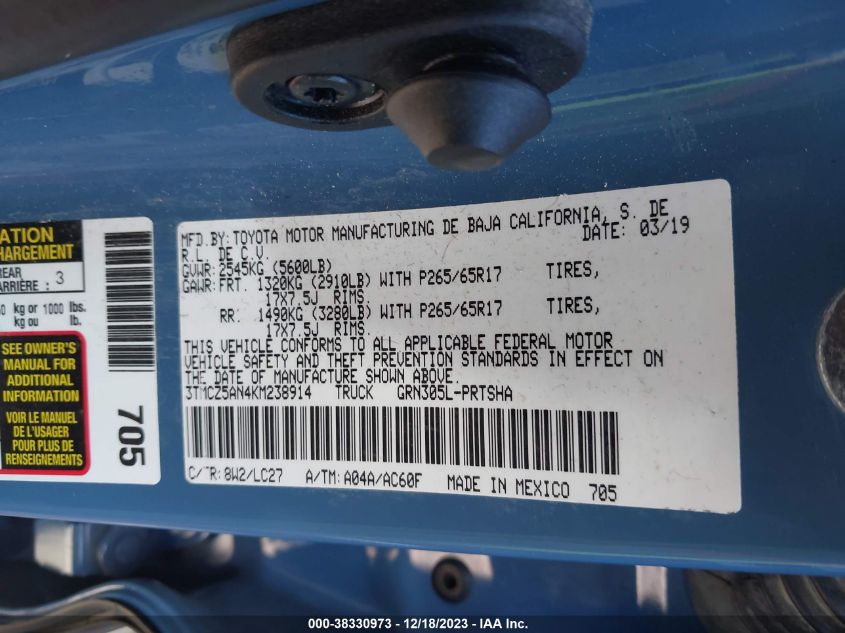 ATION
HARGEMENT
REAR
ARRIÈRE : 3
0 kg or 1000 lbs.
kg ou lb.
SEE OWNER'S
MANUAL FOR
ADDITIONAL
INFORMATION
VOIR LE MANUEL
DE L'USAGER
POUR PLUS DE
RENSEIGNEMENTS
705
MFD.BY:TOYOTA MOTOR MANUFACTURING DE BAJA CALIFORNIA, S. DE
R.L. DE C.V. DATE: 03/19
GVWR:2545KG (5600LB)
GAWR:FRT. 1320KG (2910LB) WITH P265/65R17 TIRES,
17X7.5J RIMS.
RR: 1490KG (3280LB) WITH P265/65R17 TIRES,
17X7.5J RIMS.
THIS VEHICLE CONFORMS TO ALL APPLICABLE FEDERAL MOTOR
VEHICLE SAFETY AND THEFT PREVENTION STANDARDS IN EFFECT ON
THE DATE OF MANUFACTURE SHOWN ABOVE.
3TMCZ5AN4KM238914 TRUCK GRN305L-PRTSHA
C/TR:8W2/LC27 A/TM:A04A/AC60F MADE IN MEXICO 705
000-38330973 - 12/18/2023 - IAA Inc.